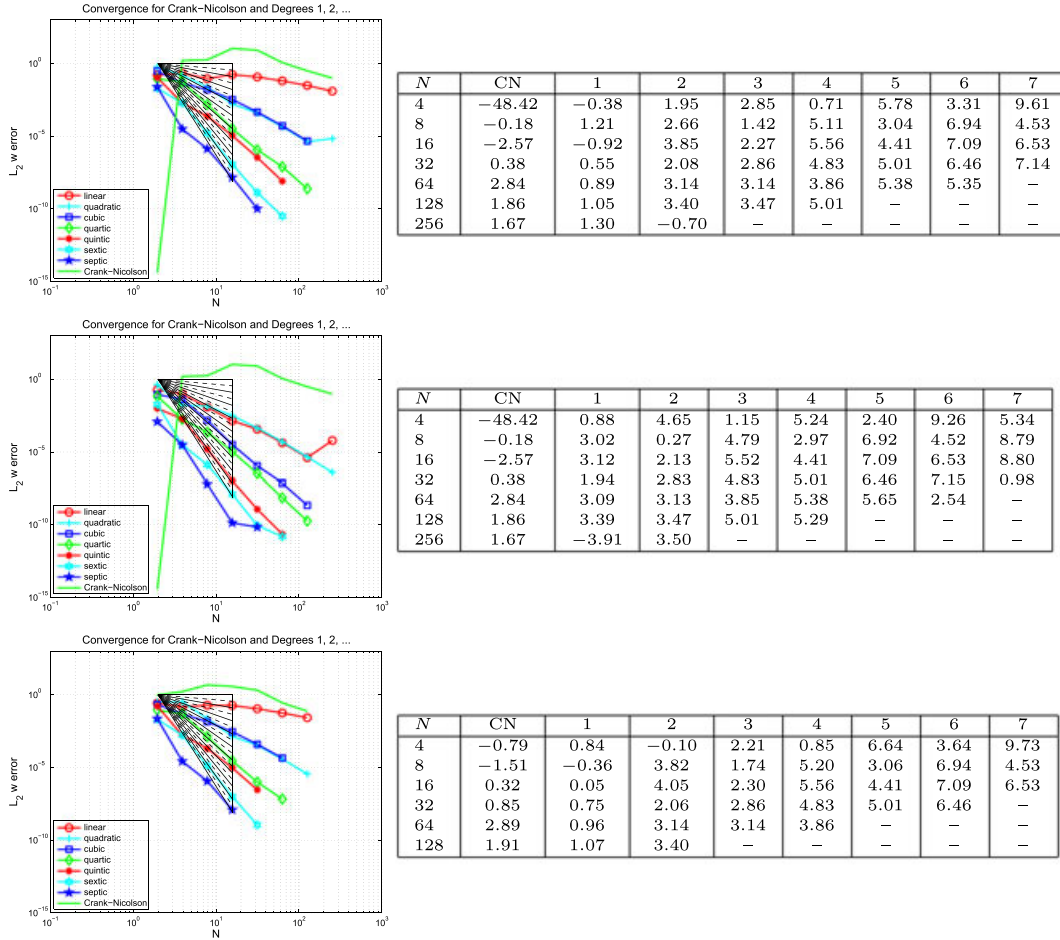 Convergence for Crank−Nicolson and Degrees 1, 2, ...
L2 w error
10^0
10^−5
10^−10
10^−15
linear
quadratic
cubic
quartic
quintic
sextic
septic
Crank−Nicolson
10^−1 10^0 10^1 10^2 10^3
N
N CN 1 2 3 4 5 6 7
4 −48.42 −0.38 1.95 2.85 0.71 5.78 3.31 9.61
8 −0.18 1.21 2.66 1.42 5.11 3.04 6.94 4.53
16 −2.57 −0.92 3.85 2.27 5.56 4.41 7.09 6.53
32 0.38 0.55 2.08 2.86 4.83 5.01 6.46 7.14
64 2.84 0.89 3.14 3.14 3.86 5.38 5.35 –
128 1.86 1.05 3.40 3.47 5.01 – – –
256 1.67 1.30 −0.70 – – – – –
Convergence for Crank−Nicolson and Degrees 1, 2, ...
L2 w error
10^0
10^−5
10^−10
10^−15
linear
quadratic
cubic
quartic
quintic
sextic
septic
Crank−Nicolson
10^−1 10^0 10^1 10^2 10^3
N
N CN 1 2 3 4 5 6 7
4 −48.42 0.88 4.65 1.15 5.24 2.40 9.26 5.34
8 −0.18 3.02 0.27 4.79 2.97 6.92 4.52 8.79
16 −2.57 3.12 2.13 5.52 4.41 7.09 6.53 8.80
32 0.38 1.94 2.83 4.83 5.01 6.46 7.15 0.98
64 2.84 3.09 3.13 3.85 5.38 5.65 2.54 –
128 1.86 3.39 3.47 5.01 5.29 – – –
256 1.67 −3.91 3.50 – – – – –
Convergence for Crank−Nicolson and Degrees 1, 2, ...
L2 w error
10^0
10^−5
10^−10
10^−15
linear
quadratic
cubic
quartic
quintic
sextic
septic
Crank−Nicolson
10^−1 10^0 10^1 10^2 10^3
N
N CN 1 2 3 4 5 6 7
4 −0.79 0.84 −0.10 2.21 0.85 6.64 3.64 9.73
8 −1.51 −0.36 3.82 1.74 5.20 3.06 6.94 4.53
16 0.32 0.05 4.05 2.30 5.56 4.41 7.09 6.53
32 0.85 0.75 2.06 2.86 4.83 5.01 6.46 –
64 2.89 0.96 3.14 3.14 3.86 – – –
128 1.91 1.07 3.40 – – – – –